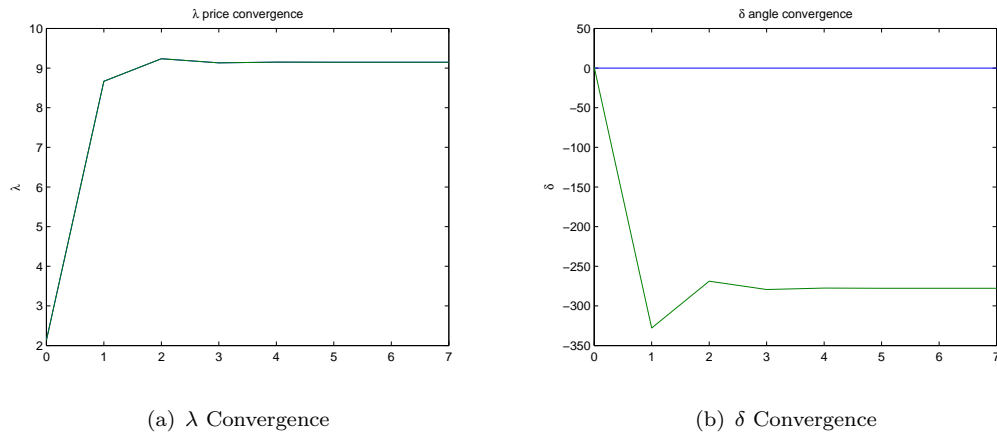 λ price convergence
10
9
8
7
6
5
4
3
2
λ
0 1 2 3 4 5 6 7
(a) λ Convergence
δ angle convergence
50
0
−50
−100
−150
−200
−250
−300
−350
δ
0 1 2 3 4 5 6 7
(b) δ Convergence